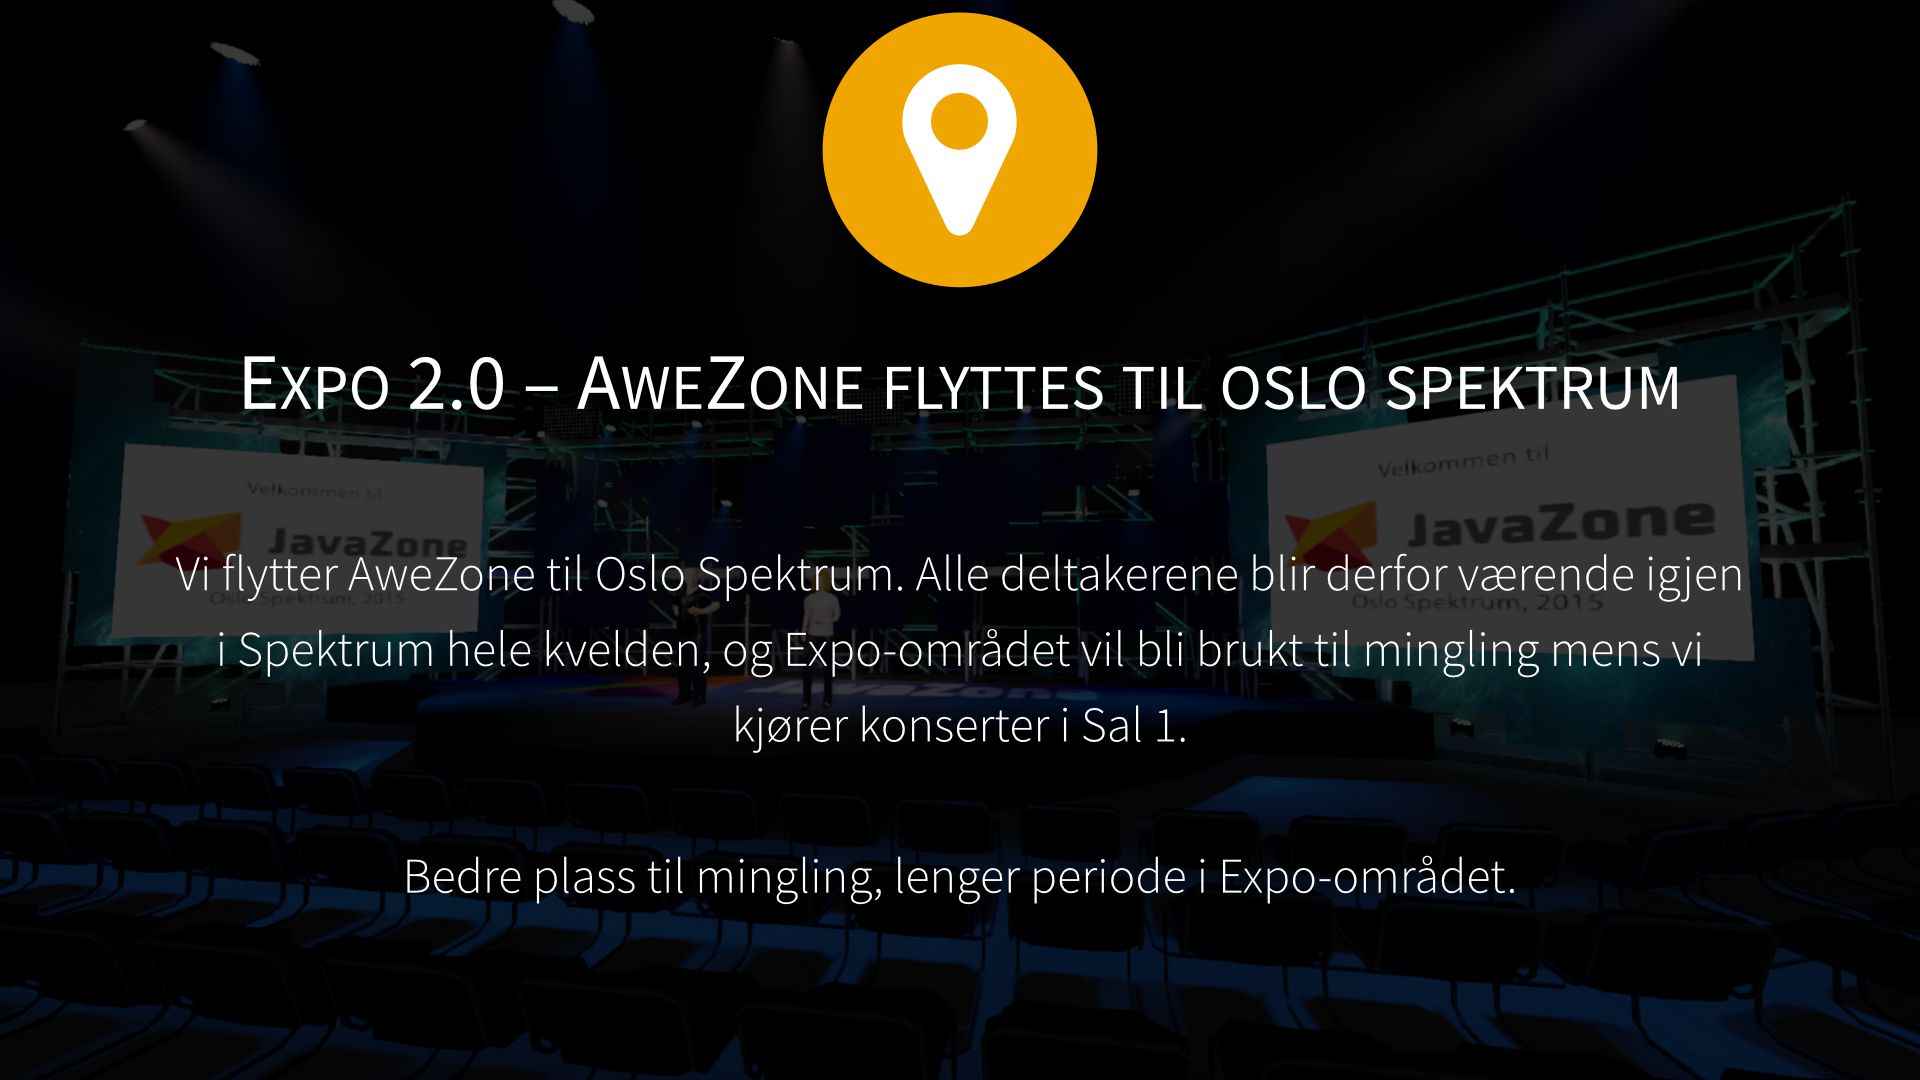 Expo 2.0 – AweZone flyttes til oslo spektrum
Velkommen til
JavaZone
Oslo Spektrum, 2015
Velkommen til
JavaZone
Oslo Spektrum, 2015
Vi flytter AweZone til Oslo Spektrum. Alle deltakerene blir derfor værende igjen
i Spektrum hele kvelden, og Expo-området vil bli brukt til mingling mens vi
kjører konserter i Sal 1.
JavaZone
Bedre plass til mingling, lenger periode i Expo-området.